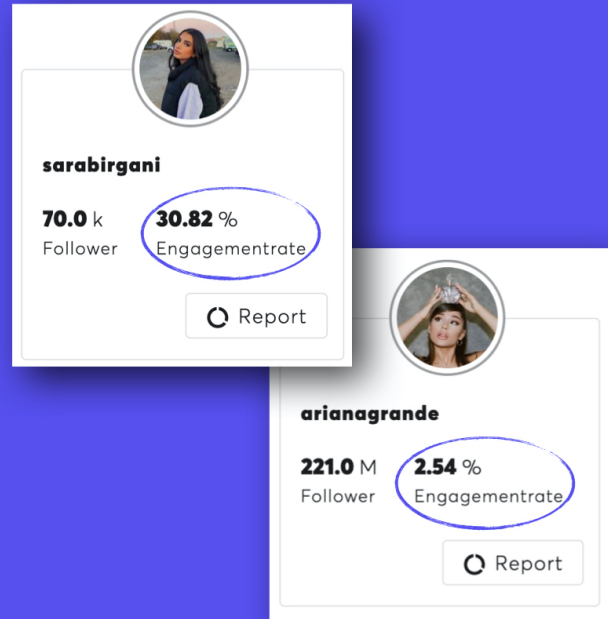 sarabirgani
70.0 k 30.82 %
Follower Engagementrate
Report
arianagrande
221.0 M 2.54 %
Follower Engagementrate
Report